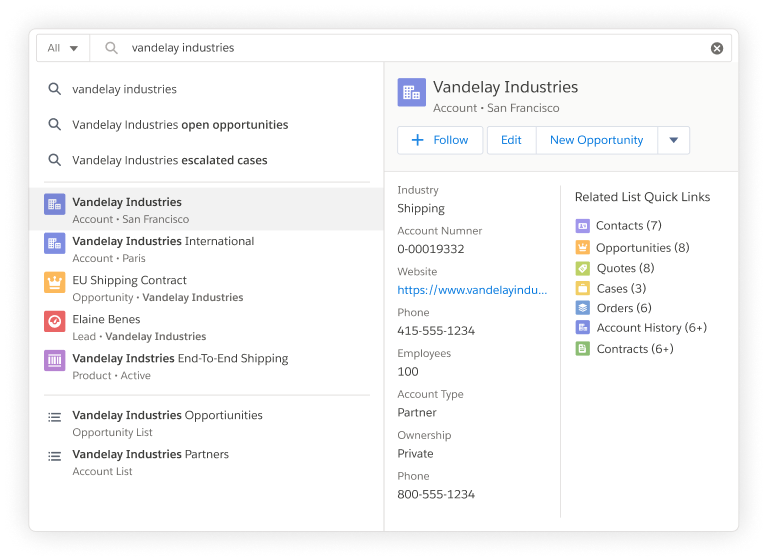 All
vandelay industries
vandelay industries
Vandelay Industries open opportunities
Vandelay Industries escalated cases
Vandelay Industries
Account • San Francisco
Vandelay Industries International
Account • Paris
EU Shipping Contract
Opportunity • Vandelay Industries
Elaine Benes
Lead • Vandelay Industries
Vandelay Indstries End-To-End Shipping
Product • Active
Vandelay Industries Opportiunities
Opportunity List
Vandelay Industries Partners
Account List
Vandelay Industries
Account • San Francisco
Follow
Edit
New Opportunity
Industry
Shipping
Account Numner
0-00019332
Website
https://www.vandelayindu...
Phone
415-555-1234
Employees
100
Account Type
Partner
Ownership
Private
Phone
800-555-1234
Related List Quick Links
Contacts (7)
Opportunities (8)
Quotes (8)
Cases (3)
Orders (6)
Account History (6+)
Contracts (6+)